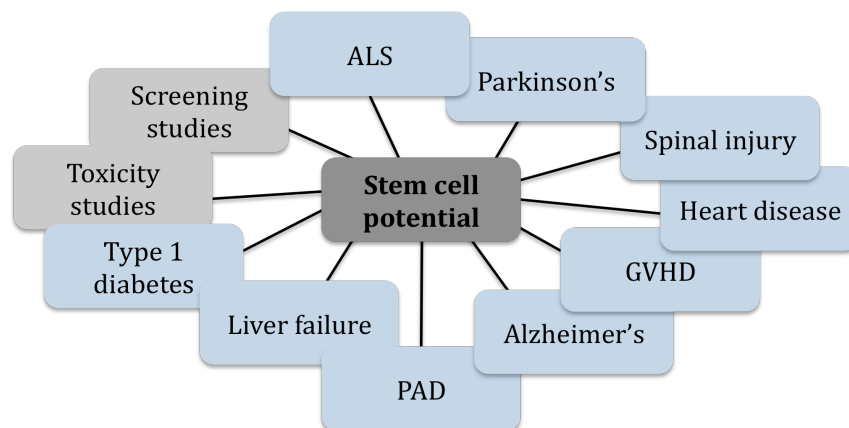 ALS
Parkinson's
Screening
studies
Spinal injury
Toxicity
studies
Stem cell
potential
Heart disease
Type 1
diabetes
GVHD
Liver failure
Alzheimer's
PAD